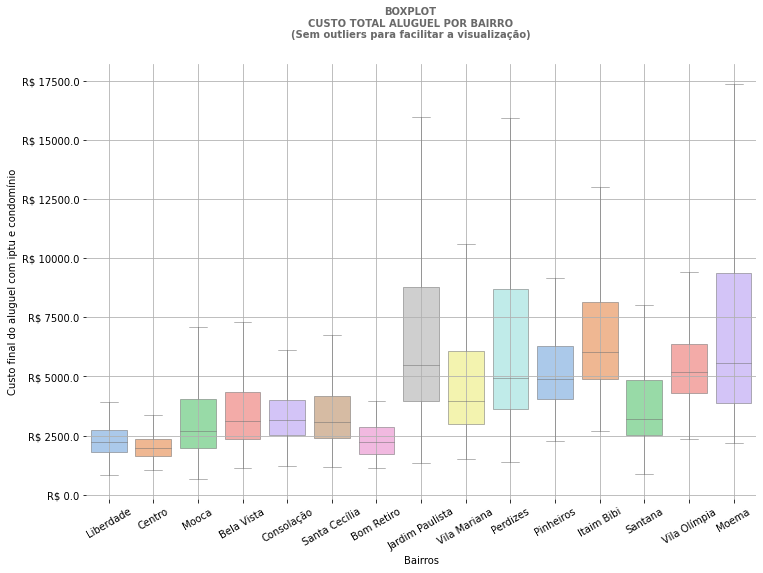 BOXPLOT
CUSTO TOTAL ALUGUEL POR BAIRRO
(Sem outliers para facilitar a visualização)
Custo final do aluguel com iptu e condomínio
R$ 17500.0
R$ 15000.0
R$ 12500.0
R$ 10000.0
R$ 7500.0
R$ 5000.0
R$ 2500.0
R$ 0.0
Liberdade
Centro
Mooca
Bela Vista
Consolação
Santa Cecília
Bom Retiro
Jardim Paulista
Vila Mariana
Perdizes
Pinheiros
Itaim Bibi
Santana
Vila Olímpia
Moema
Bairros